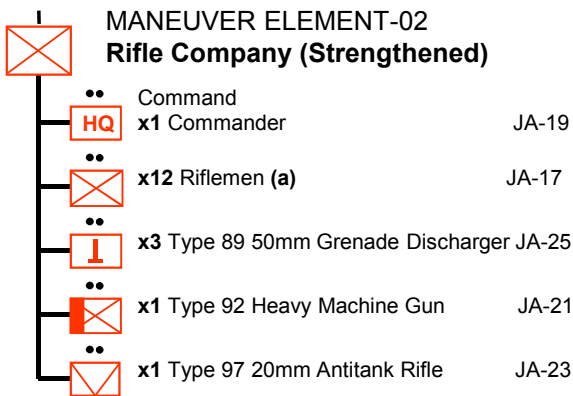 MANEUVER ELEMENT-02
Rifle Company (Strengthened)
Command
HQ x1 Commander JA-19
x12 Riflemen (a) JA-17
x3 Type 89 50mm Grenade Discharger JA-25
x1 Type 92 Heavy Machine Gun JA-21
x1 Type 97 20mm Antitank Rifle JA-23